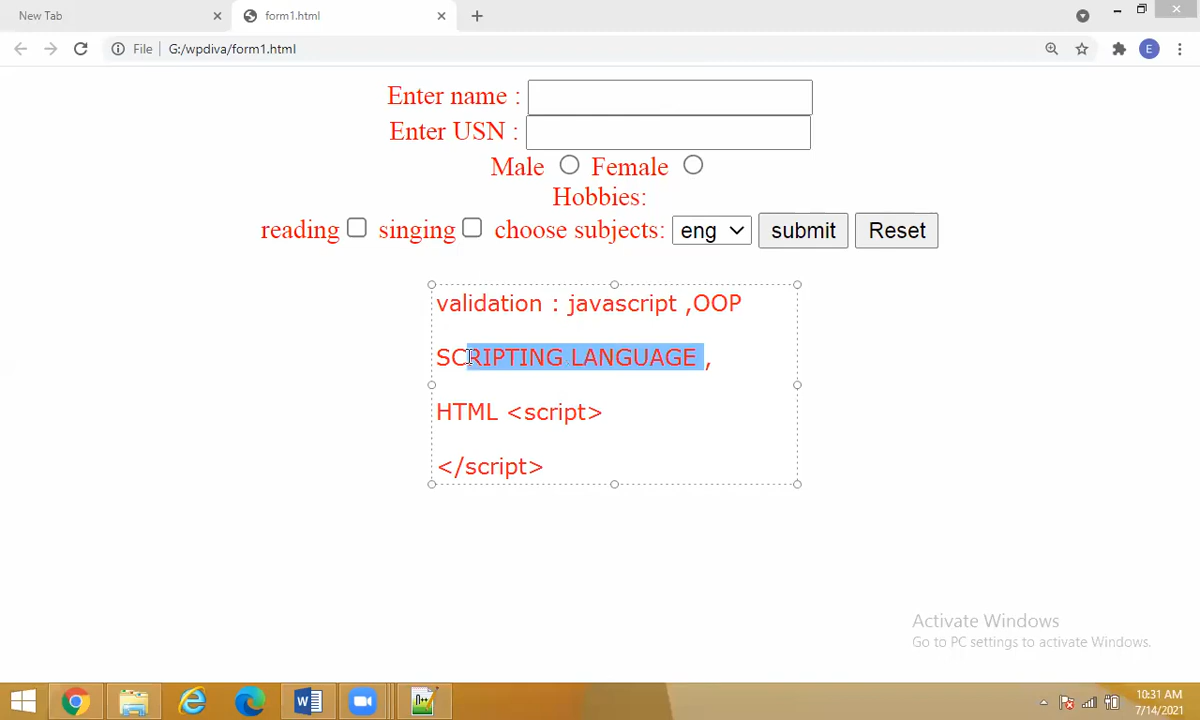 New Tab
form1.html
File G:/wpdiva/form1.html
E
Enter name :
Enter USN :
Male Female
Hobbies:
reading singing choose subjects: eng submit Reset
validation : javascript ,OOP
SCRIPTING LANGUAGE ,
HTML <script>
</script>
Activate Windows
Go to PC settings to activate Windows.
10:31 AM
7/14/2021